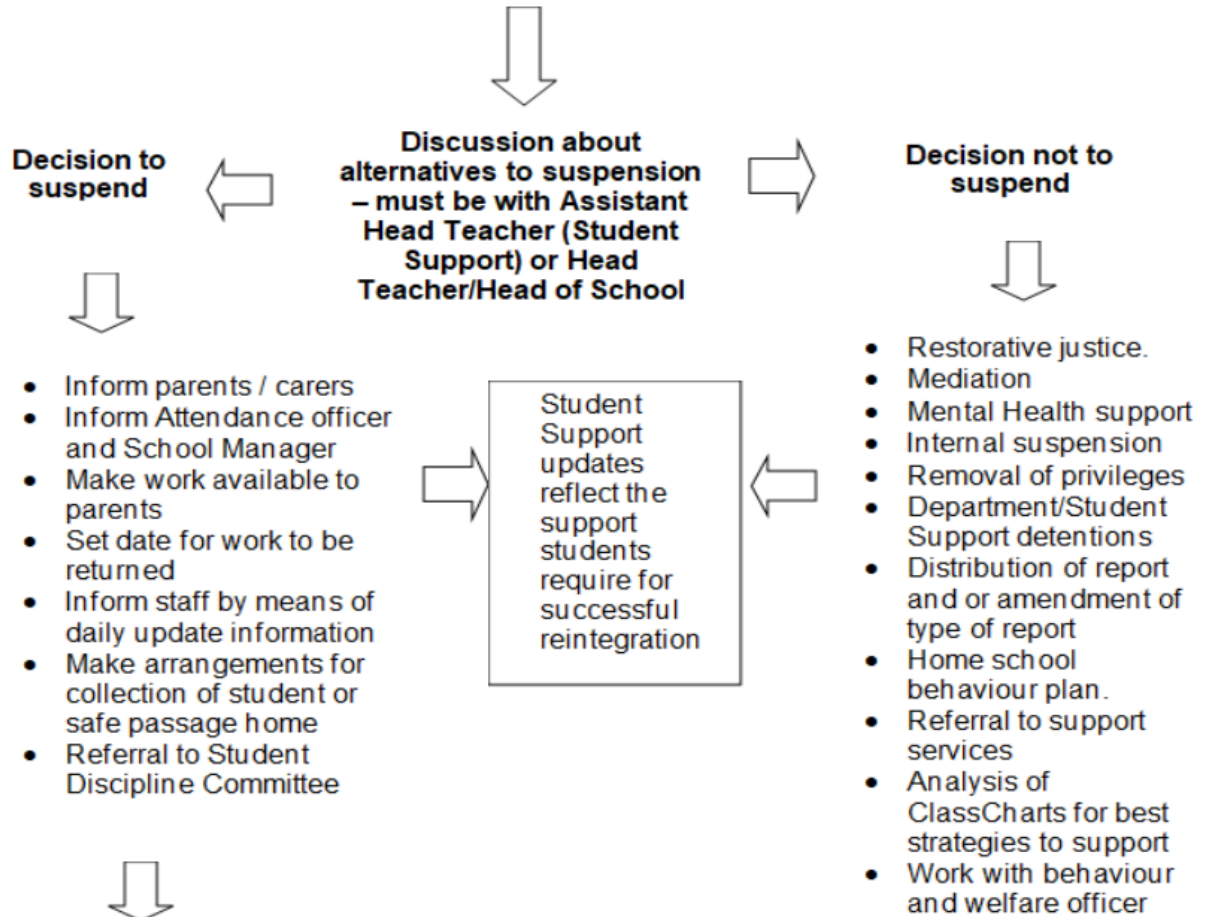 Discussion about
alternatives to suspension
– must be with Assistant
Head Teacher (Student
Support) or Head
Teacher/Head of School
Decision to
suspend
Decision not to
suspend
• Inform parents / carers
• Inform Attendance officer
and School Manager
• Make work available to
parents
• Set date for work to be
returned
• Inform staff by means of
daily update information
• Make arrangements for
collection of student or
safe passage home
• Referral to Student
Discipline Committee
Student
Support
updates
reflect the
support
students
require for
successful
reintegration
• Restorative justice.
• Mediation
• Mental Health support
• Internal suspension
• Removal of privileges
• Department/Student
Support detentions
• Distribution of report
and or amendment of
type of report
• Home school
behaviour plan.
• Referral to support
services
• Analysis of
ClassCharts for best
strategies to support
• Work with behaviour
and welfare officer